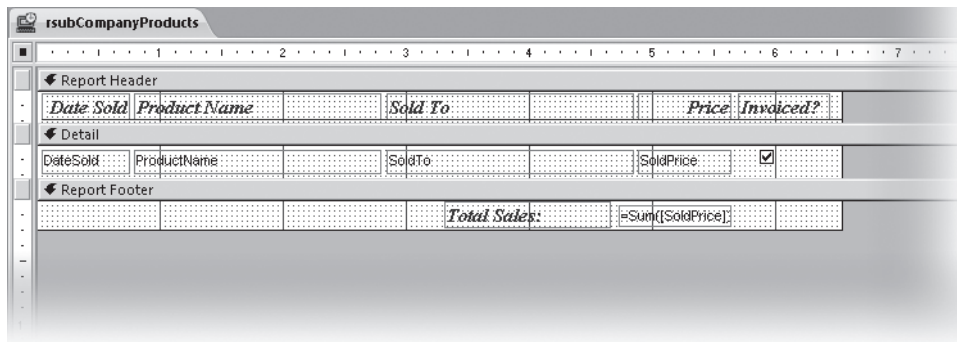 rsubCompanyProducts
1 2 3 4 5 6 7
Report Header
Date Sold Product Name Sold To Price Invoiced?
Detail
DateSold ProductName SoldTo SoldPrice
Report Footer
Total Sales: =Sum([SoldPrice])